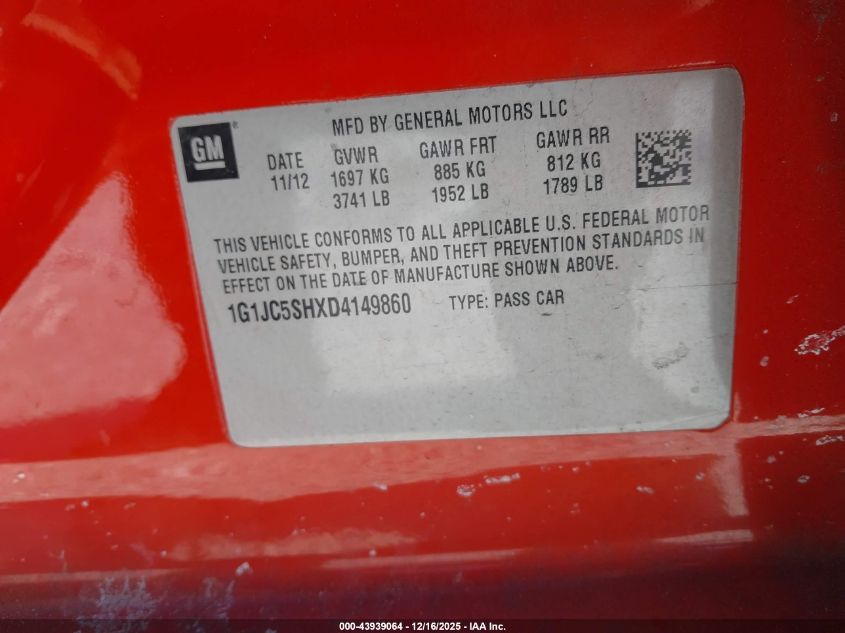 MFD BY GENERAL MOTORS LLC
GM®
DATE GVWR GAWR FRT GAWR RR
11/12 1697 KG 885 KG 812 KG
3741 LB 1952 LB 1789 LB
THIS VEHICLE CONFORMS TO ALL APPLICABLE U.S. FEDERAL MOTOR
VEHICLE SAFETY, BUMPER, AND THEFT PREVENTION STANDARDS IN
EFFECT ON THE DATE OF MANUFACTURE SHOWN ABOVE.
1G1JC5SHXD4149860 TYPE: PASS CAR
000-43939064 - 12/16/2025 - IAA Inc.